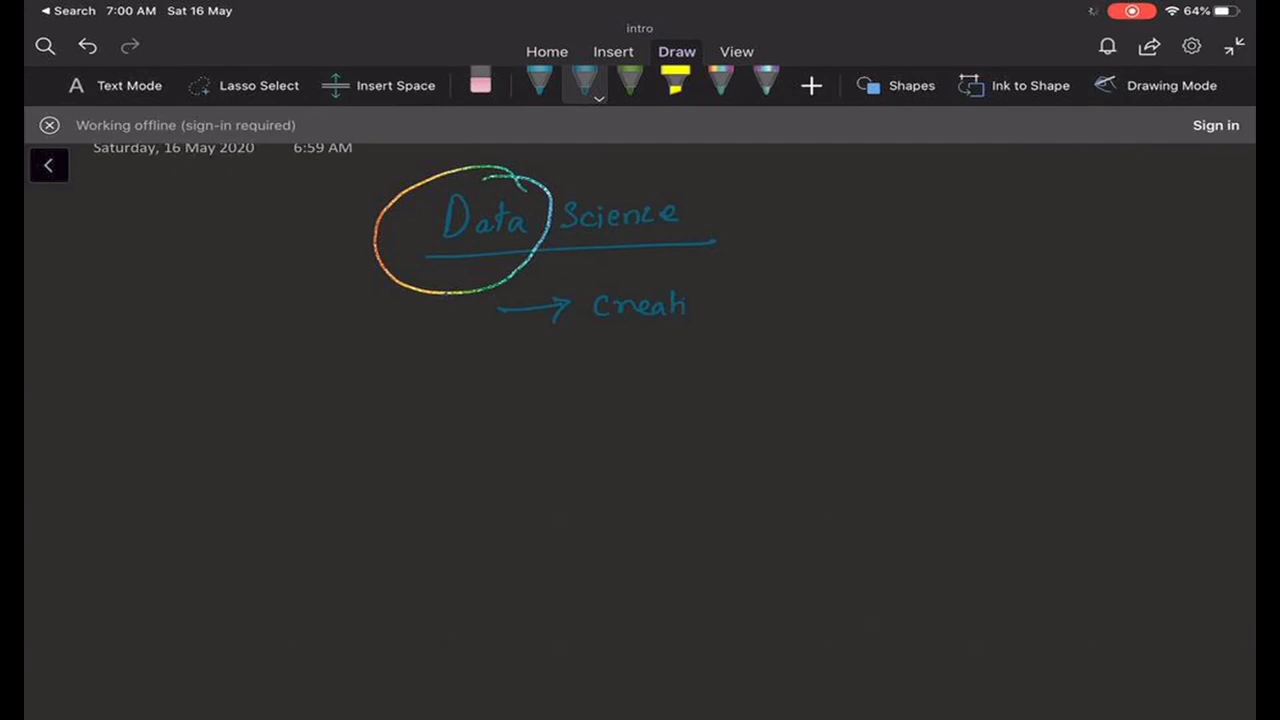 Search 7:00 AM Sat 16 May 64%
intro
Home Insert Draw View
A Text Mode Lasso Select Insert Space Shapes Ink to Shape Drawing Mode
Working offline (sign-in required) Sign in
Saturday, 16 May 2020 6:59 AM
Data Science
→ Creati